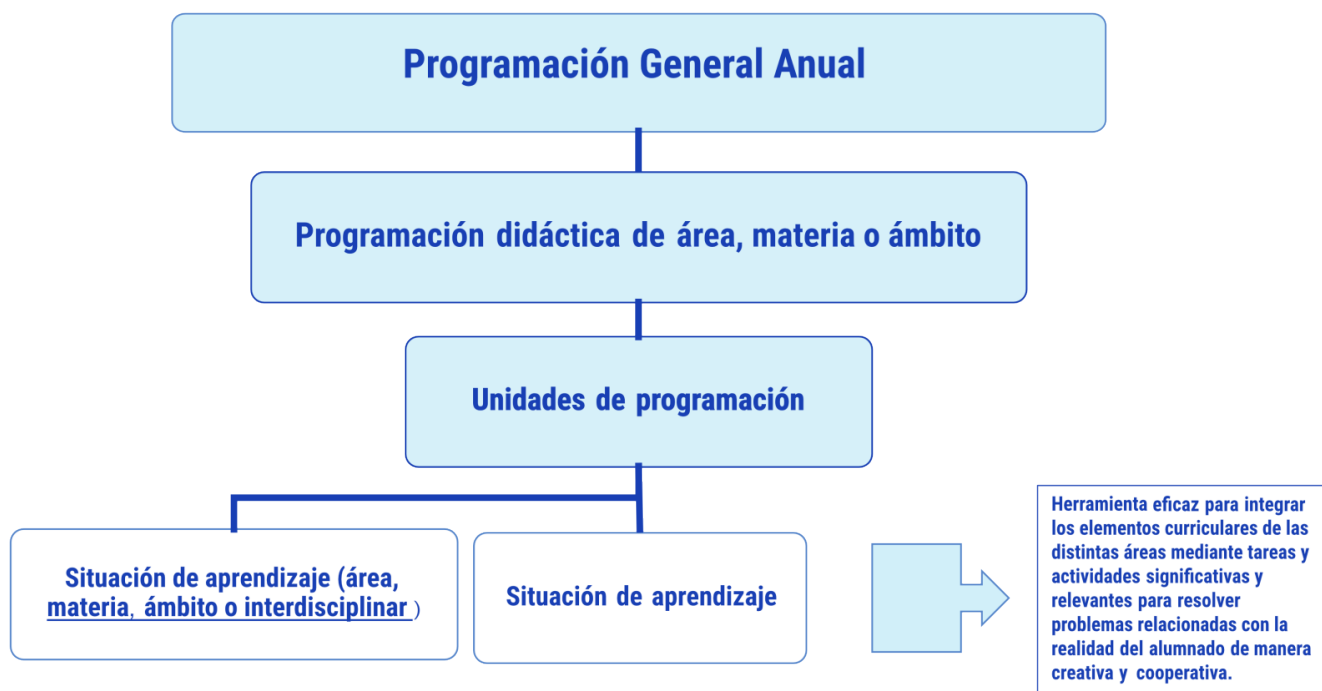 Programación General Anual
Programación didáctica de área, materia o ámbito
Unidades de programación
Situación de aprendizaje (área,
materia, ámbito o interdisciplinar )
Situación de aprendizaje
Herramienta eficaz para integrar
los elementos curriculares de las
distintas áreas mediante tareas y
actividades significativas y
relevantes para resolver
problemas relacionadas con la
realidad del alumnado de manera
creativa y cooperativa.